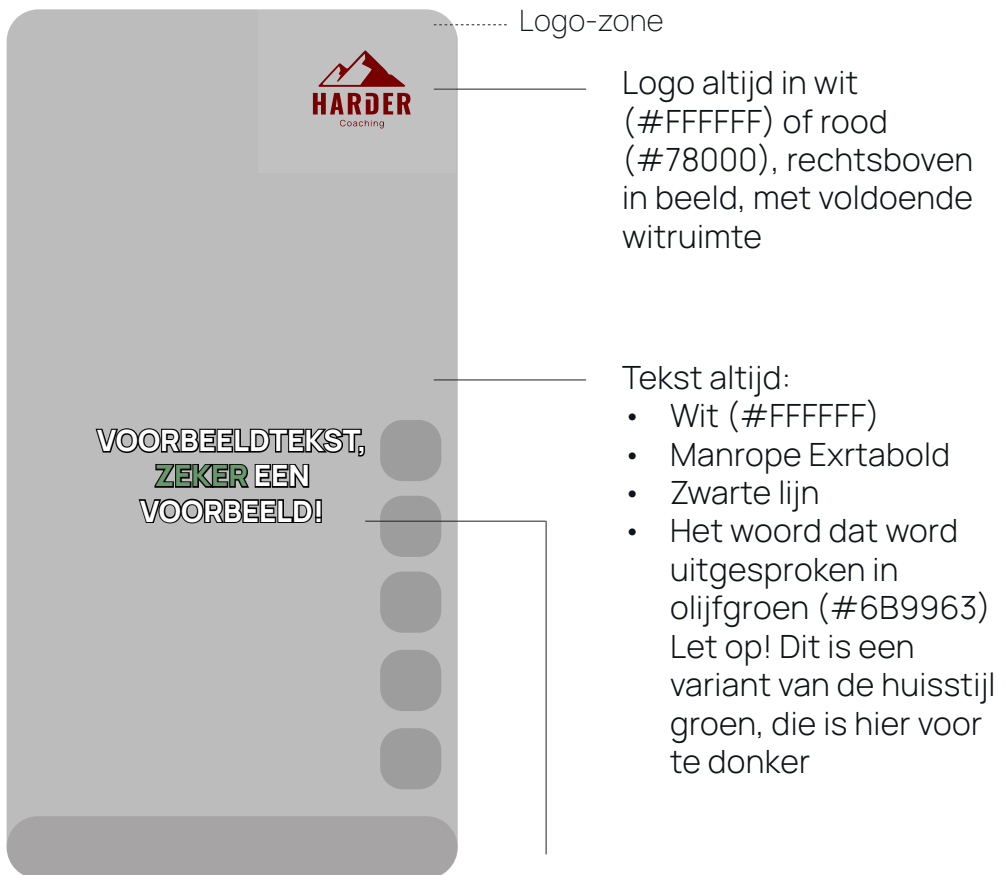 Logo-zone
HARDER
Coaching
Logo altijd in wit
(#FFFFFF) of rood
(#78000), rechtsboven
in beeld, met voldoende
witruimte
Tekst altijd:
• Wit (#FFFFFF)
• Manrope Exrtabold
• Zwarte lijn
• Het woord dat word
uitgesproken in
olijfgroen (#6B9963)
Let op! Dit is een
variant van de huisstijl
groen, die is hier voor
te donker
VOORBEELDTEKST,
ZEKER EEN
VOORBEELD!